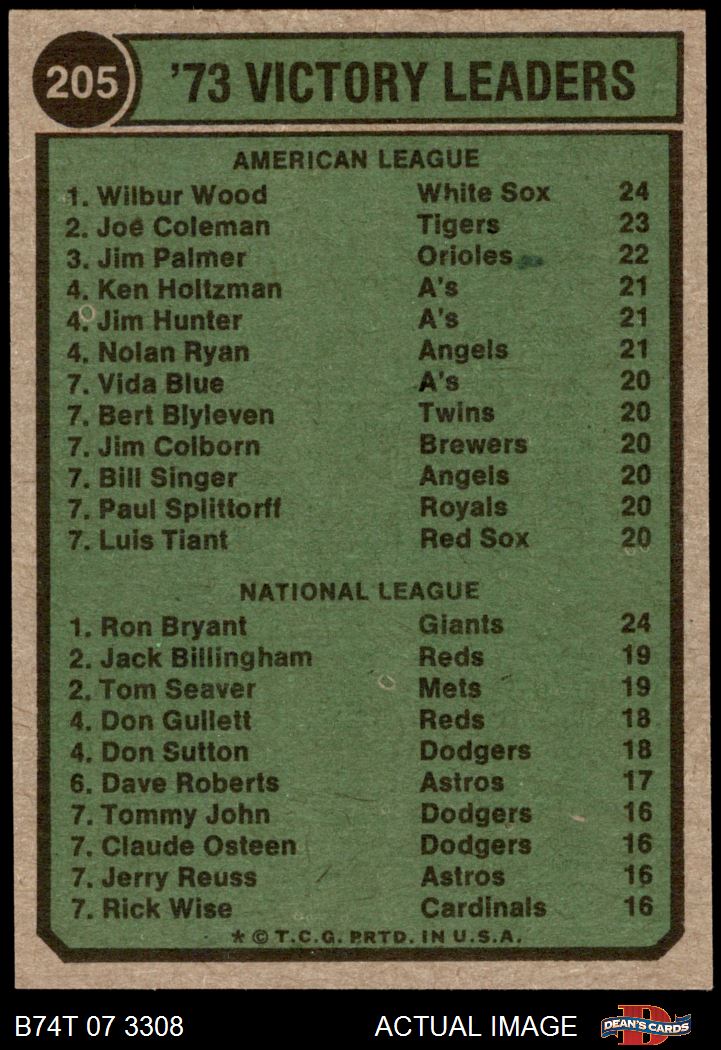 205 '73 VICTORY LEADERS
AMERICAN LEAGUE
1. Wilbur Wood White Sox 24
2. Joe Coleman Tigers 23
3. Jim Palmer Orioles 22
4. Ken Holtzman A's 21
4. Jim Hunter A's 21
4. Nolan Ryan Angels 21
7. Vida Blue A's 20
7. Bert Blyleven Twins 20
7. Jim Colborn Brewers 20
7. Bill Singer Angels 20
7. Paul Splittorff Royals 20
7. Luis Tiant Red Sox 20
NATIONAL LEAGUE
1. Ron Bryant Giants 24
2. Jack Billingham Reds 19
2. Tom Seaver Mets 19
4. Don Gullett Reds 18
4. Don Sutton Dodgers 18
6. Dave Roberts Astros 17
7. Tommy John Dodgers 16
7. Claude Osteen Dodgers 16
7. Jerry Reuss Astros 16
7. Rick Wise Cardinals 16
* © T.C.G. PRTD. IN U.S.A.
B74T 07 3308 ACTUAL IMAGE D DEAN'S CARDS